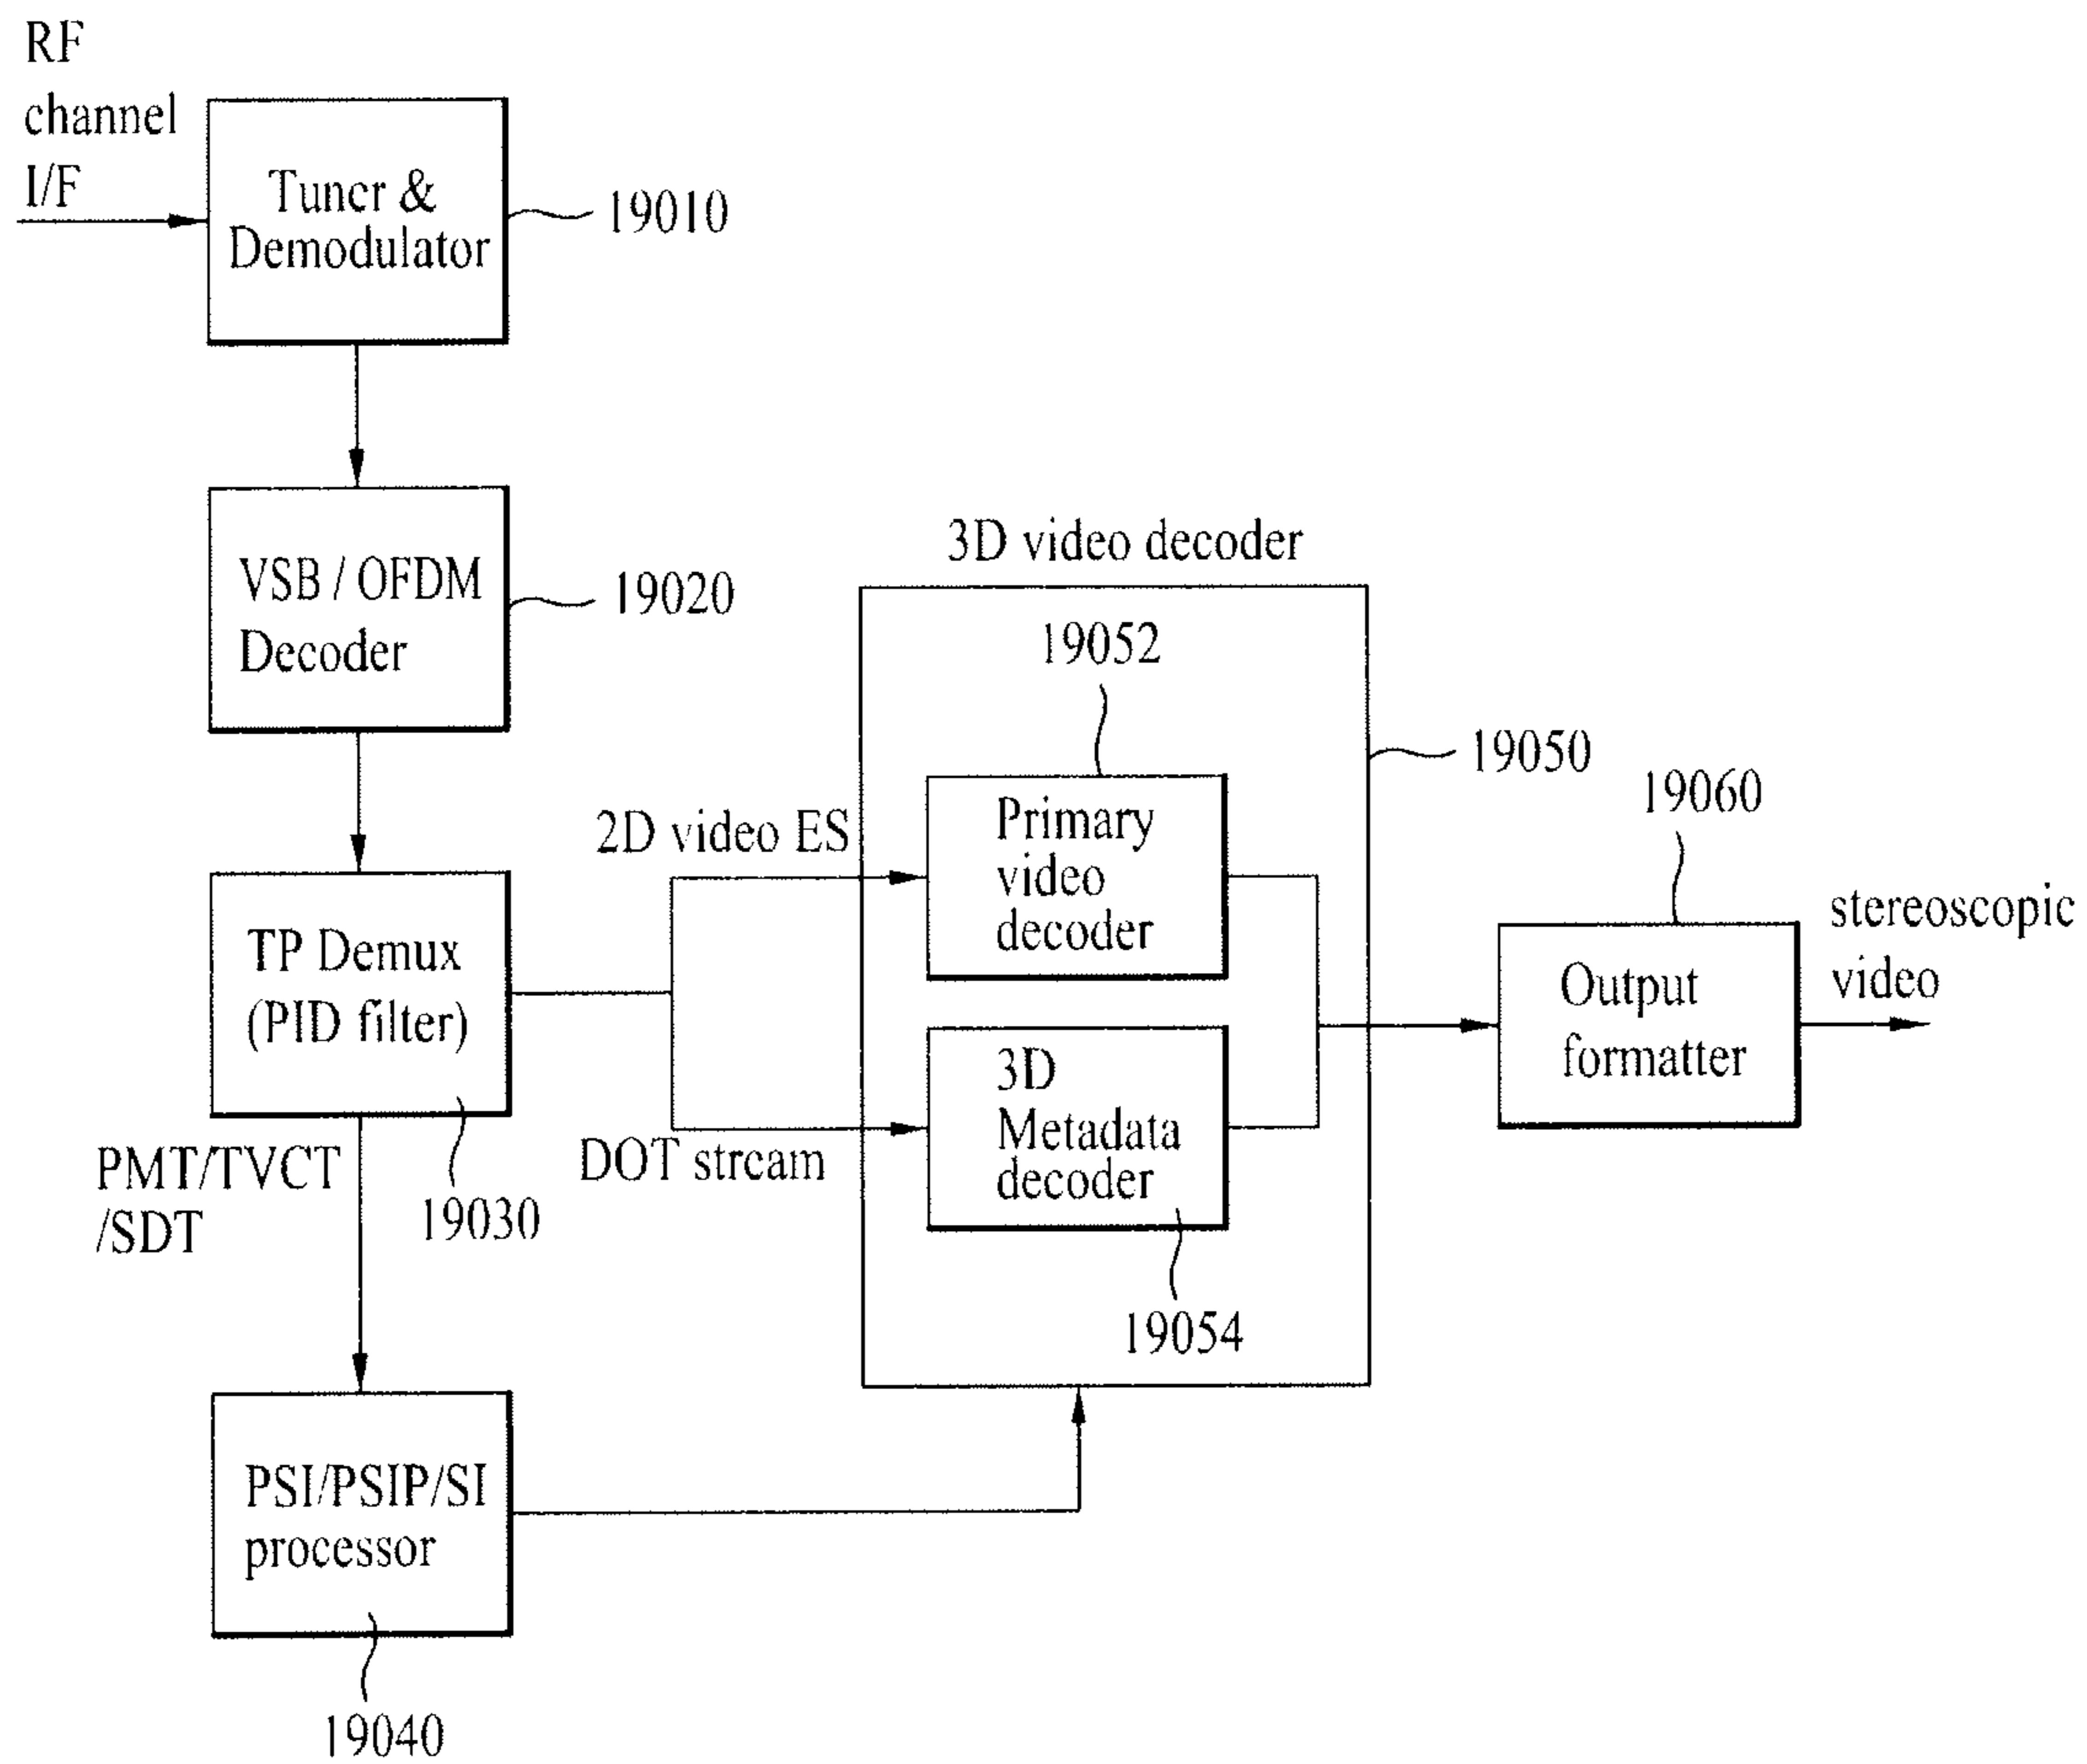 RF
channel
I/F
Tuner &
Demodulator
19010
VSB / OFDM
Decoder
19020
3D video decoder
19052
19050
19060
2D video ES
Primary
video
decoder
TP Demux
(PID filter)
stereoscopic
video
Output
formatter
3D
Metadata
decoder
DOT stream
PMT/TVCT
/SDT
19030
19054
PSI/PSIP/SI
processor
19040